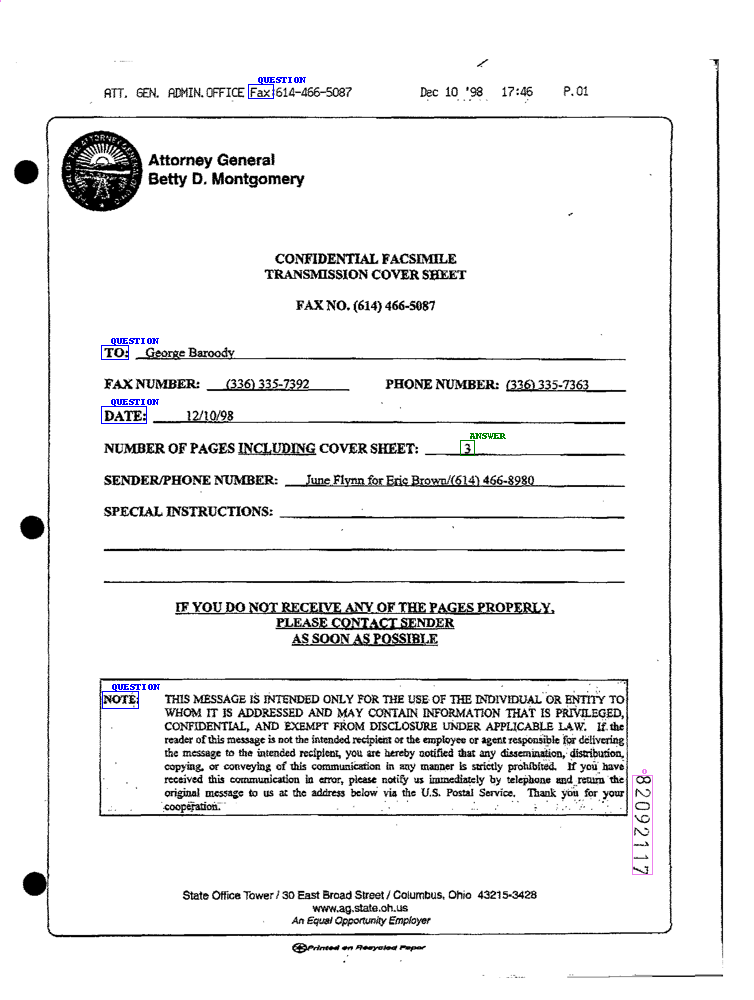 QUESTION
ATT. GEN. ADMIN. OFFICE Fax:614-466-5087 Dec 10 '98 17:46 P.01
Attorney General
Betty D. Montgomery
CONFIDENTIAL FACSIMILE
TRANSMISSION COVER SHEET
FAX NO. (614) 466-5087
QUESTION
TO: George Baroody
FAX NUMBER: (336) 335-7392 PHONE NUMBER: (336) 335-7363
QUESTION
DATE: 12/10/98
ANSWER
NUMBER OF PAGES INCLUDING COVER SHEET: 3
SENDER/PHONE NUMBER: June Flynn for Eric Brown/(614) 466-8980
SPECIAL INSTRUCTIONS:
IF YOU DO NOT RECEIVE ANY OF THE PAGES PROPERLY,
PLEASE CONTACT SENDER
AS SOON AS POSSIBLE
QUESTION
NOTE: THIS MESSAGE IS INTENDED ONLY FOR THE USE OF THE INDIVIDUAL OR ENTITY TO
WHOM IT IS ADDRESSED AND MAY CONTAIN INFORMATION THAT IS PRIVILEGED,
CONFIDENTIAL, AND EXEMPT FROM DISCLOSURE UNDER APPLICABLE LAW. If the
reader of this message is not the intended recipient or the employee or agent responsible for delivering
the message to the intended recipient, you are hereby notified that any dissemination, distribution,
copying, or conveying of this communication in any manner is strictly prohibited. If you have
received this communication in error, please notify us immediately by telephone and return the
original message to us at the address below via the U.S. Postal Service. Thank you for your
cooperation.
82092117
State Office Tower / 30 East Broad Street / Columbus, Ohio 43215-3428
www.ag.state.oh.us
An Equal Opportunity Employer
Printed on Recycled Paper